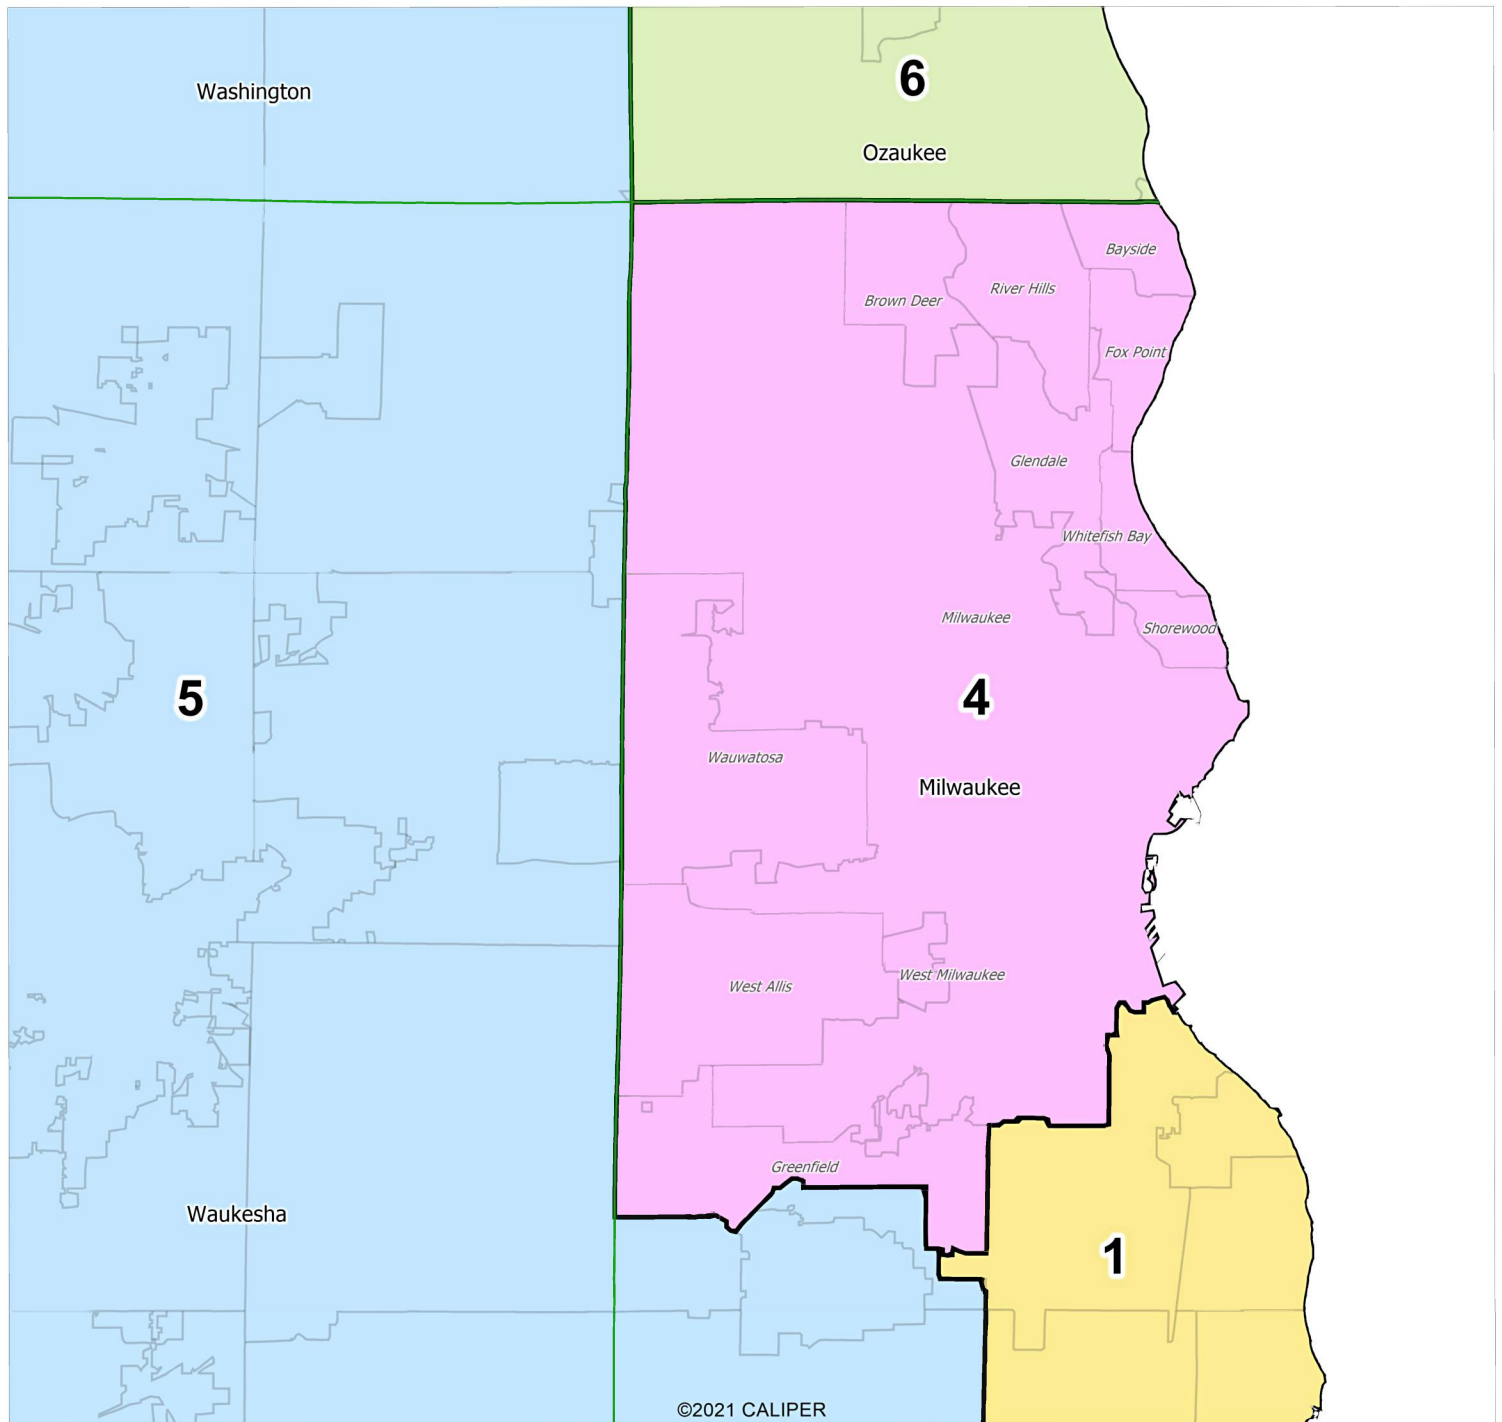 6
Washington
Ozaukee
Bayside
River Hills
Brown Deer
Fox Point
Glendale
Whitefish Bay
Milwaukee
Shorewood
5
4
Wauwatosa
Milwaukee
West Milwaukee
West Allis
Greenfield
Waukesha
1
©2021 CALIPER